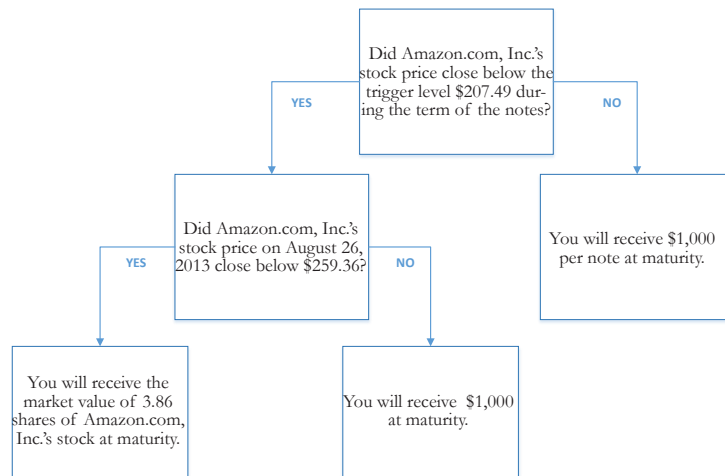 Did Amazon.com, Inc.'s
stock price close below the
trigger level $207.49 dur-
ing the term of the notes?
YES
NO
Did Amazon.com, Inc.'s
stock price on August 26,
2013 close below $259.36?
You will receive $1,000
per note at maturity.
YES
NO
You will receive the
market value of 3.86
shares of Amazon.com,
Inc.'s stock at maturity.
You will receive $1,000
at maturity.